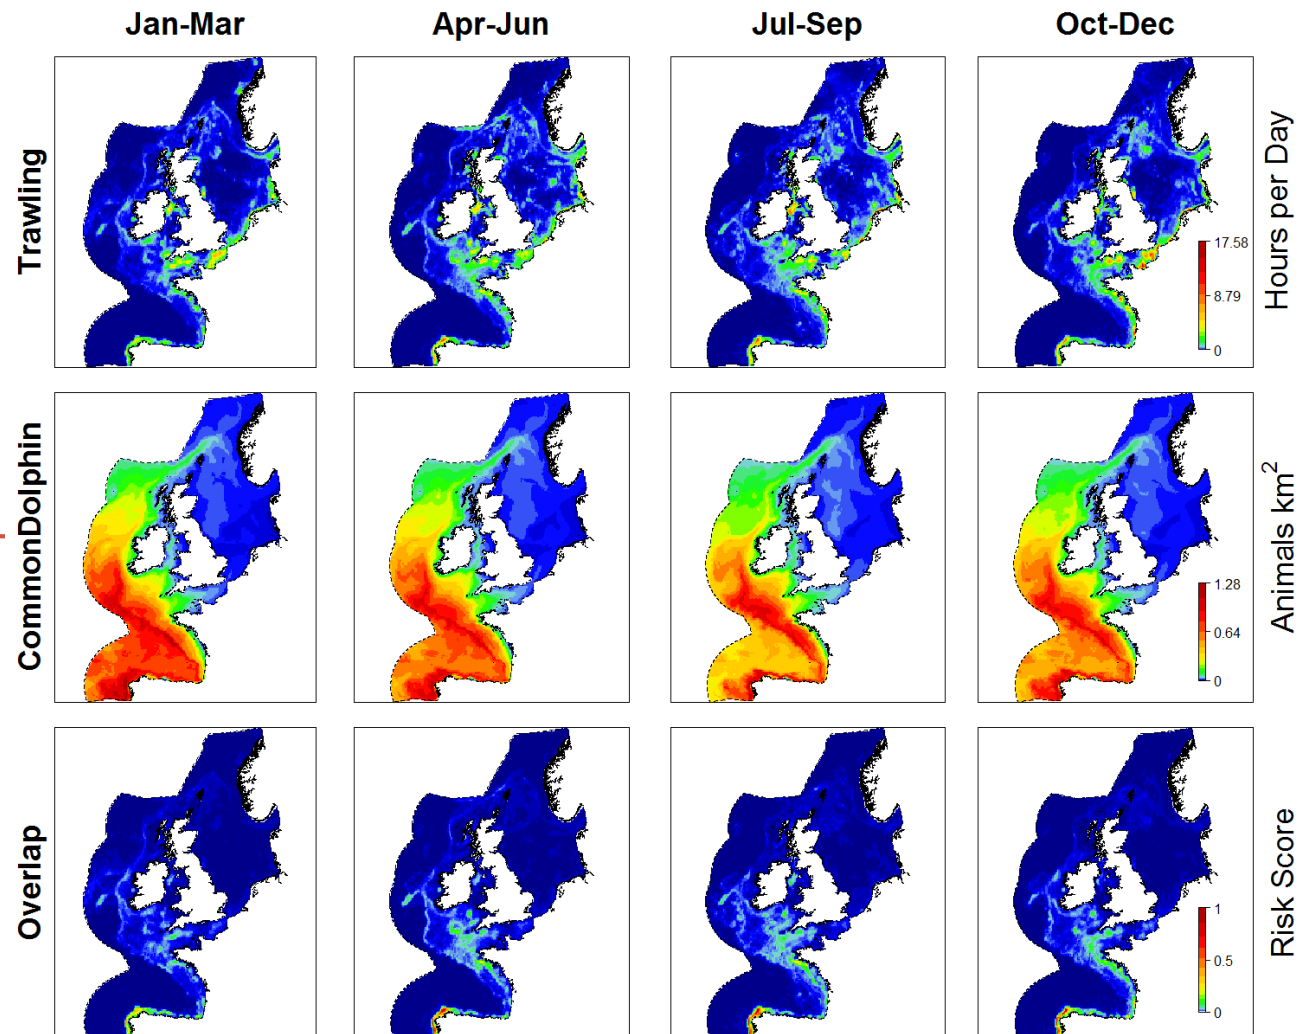 Jan-Mar Apr-Jun Jul-Sep Oct-Dec
Trawling
17.58
8.79
0
Hours per Day
CommonDolphin
1.28
0.64
0
Animals km²
Overlap
1
0.5
0
Risk Score